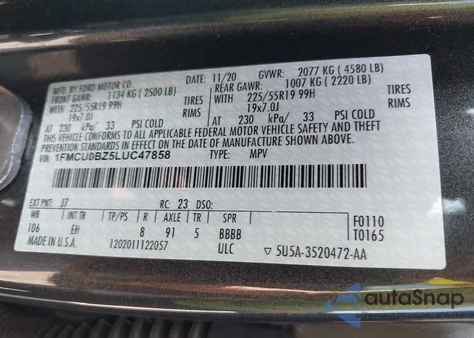 MFD. BY FORD MOTOR CO.
11/20
GVWR: 2077 KG ( 4580 LB)
FRONT GAWR: 1134 KG ( 2500 LB)
REAR GAWR: 1007 KG ( 2220 LB)
225/55R19 99H TIRES
225/55R19 99H TIRES
19x7.0J RIMS
19x7.0J RIMS
AT 230 kPa/ 33 PSI COLD
AT 230 kPa/ 33 PSI COLD
THIS VEHICLE CONFORMS TO ALL APPLICABLE FEDERAL MOTOR VEHICLE SAFETY, BUMPER, AND THEFT
PREVENTION STANDARDS IN EFFECT ON THE DATE OF MANUFACTURE SHOWN ABOVE.
VIN: 1FMCU0BZ5LUC47858
TYPE: MPV
EXT PNT: J7 RC: 23 DSO:
WB INT TR TP/PS R AXLE TR SPR
106 EH 8 91 5 BBBB
F0110
T0165
MADE IN U.S.A. 1202011122057 ULC
5U5A-3520472-AA
autoSnap